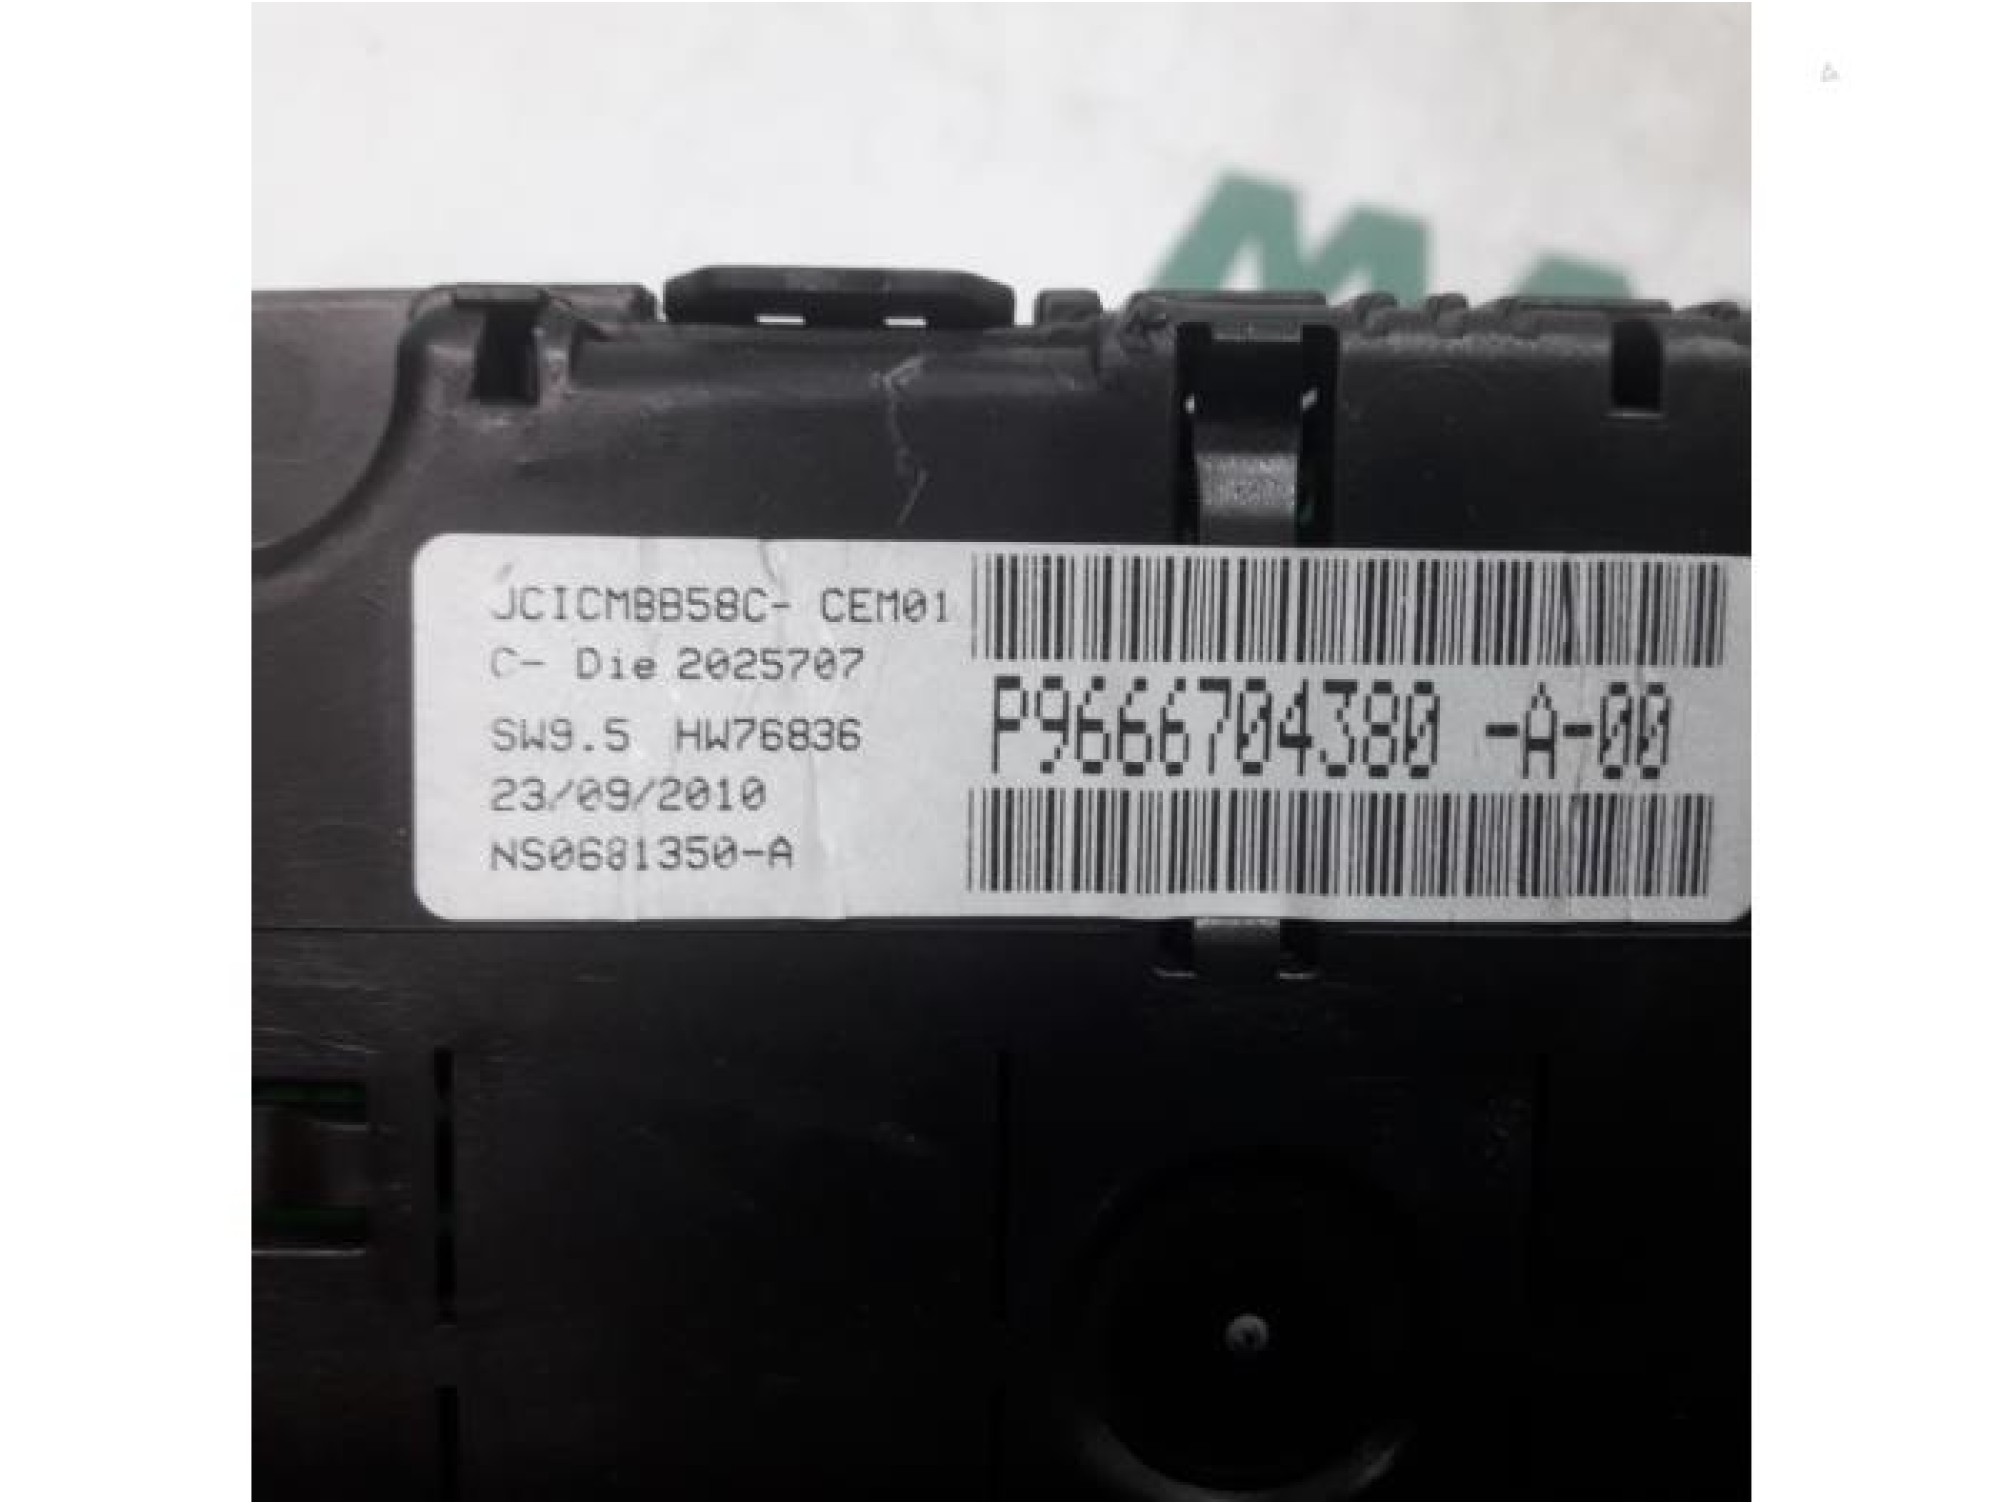 JCICMBB58C- CEM01
C- Die 2025707
SW9.5 HW76836
23/09/2010
NS0681350-A
P9666704380 -A-00